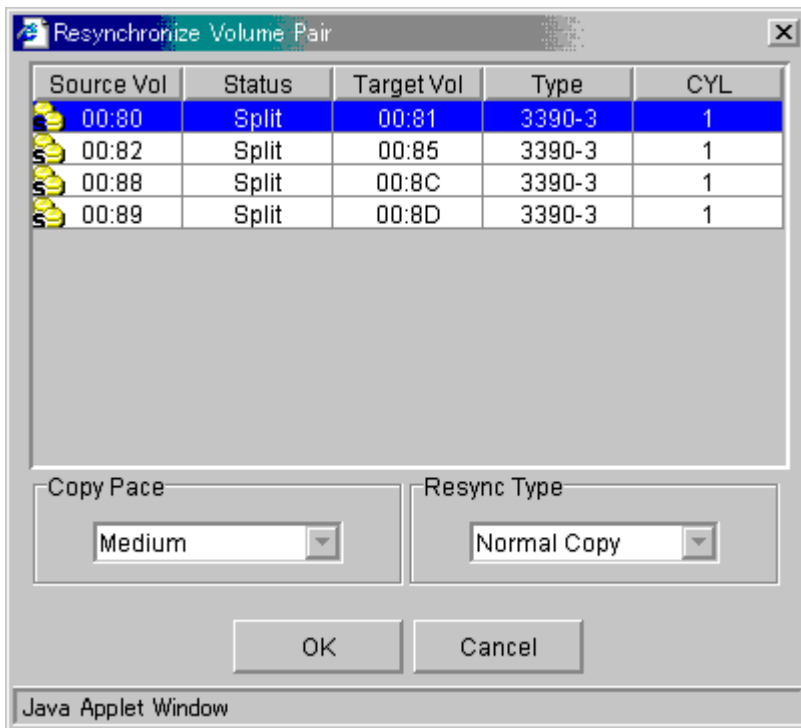 Resynchronize Volume Pair
Source Vol Status Target Vol Type CYL
S 00:80 Split 00:81 3390-3 1
S 00:82 Split 00:85 3390-3 1
S 00:88 Split 00:8C 3390-3 1
S 00:89 Split 00:8D 3390-3 1
Copy Pace Resync Type
Medium Normal Copy
OK Cancel
Java Applet Window